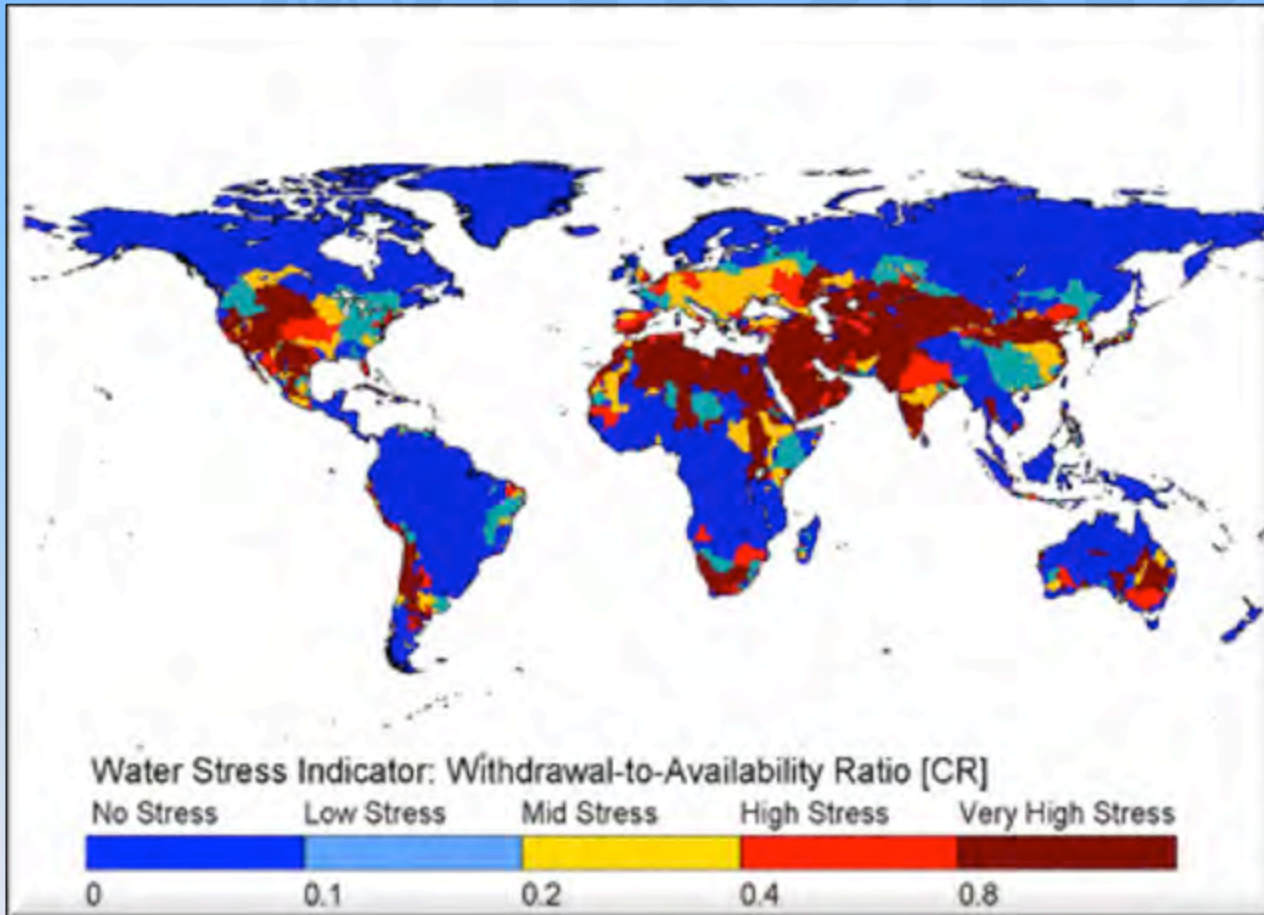 Water Stress Indicator: Withdrawal-to-Availability Ratio [CR]
No Stress Low Stress Mid Stress High Stress Very High Stress
0 0.1 0.2 0.4 0.8